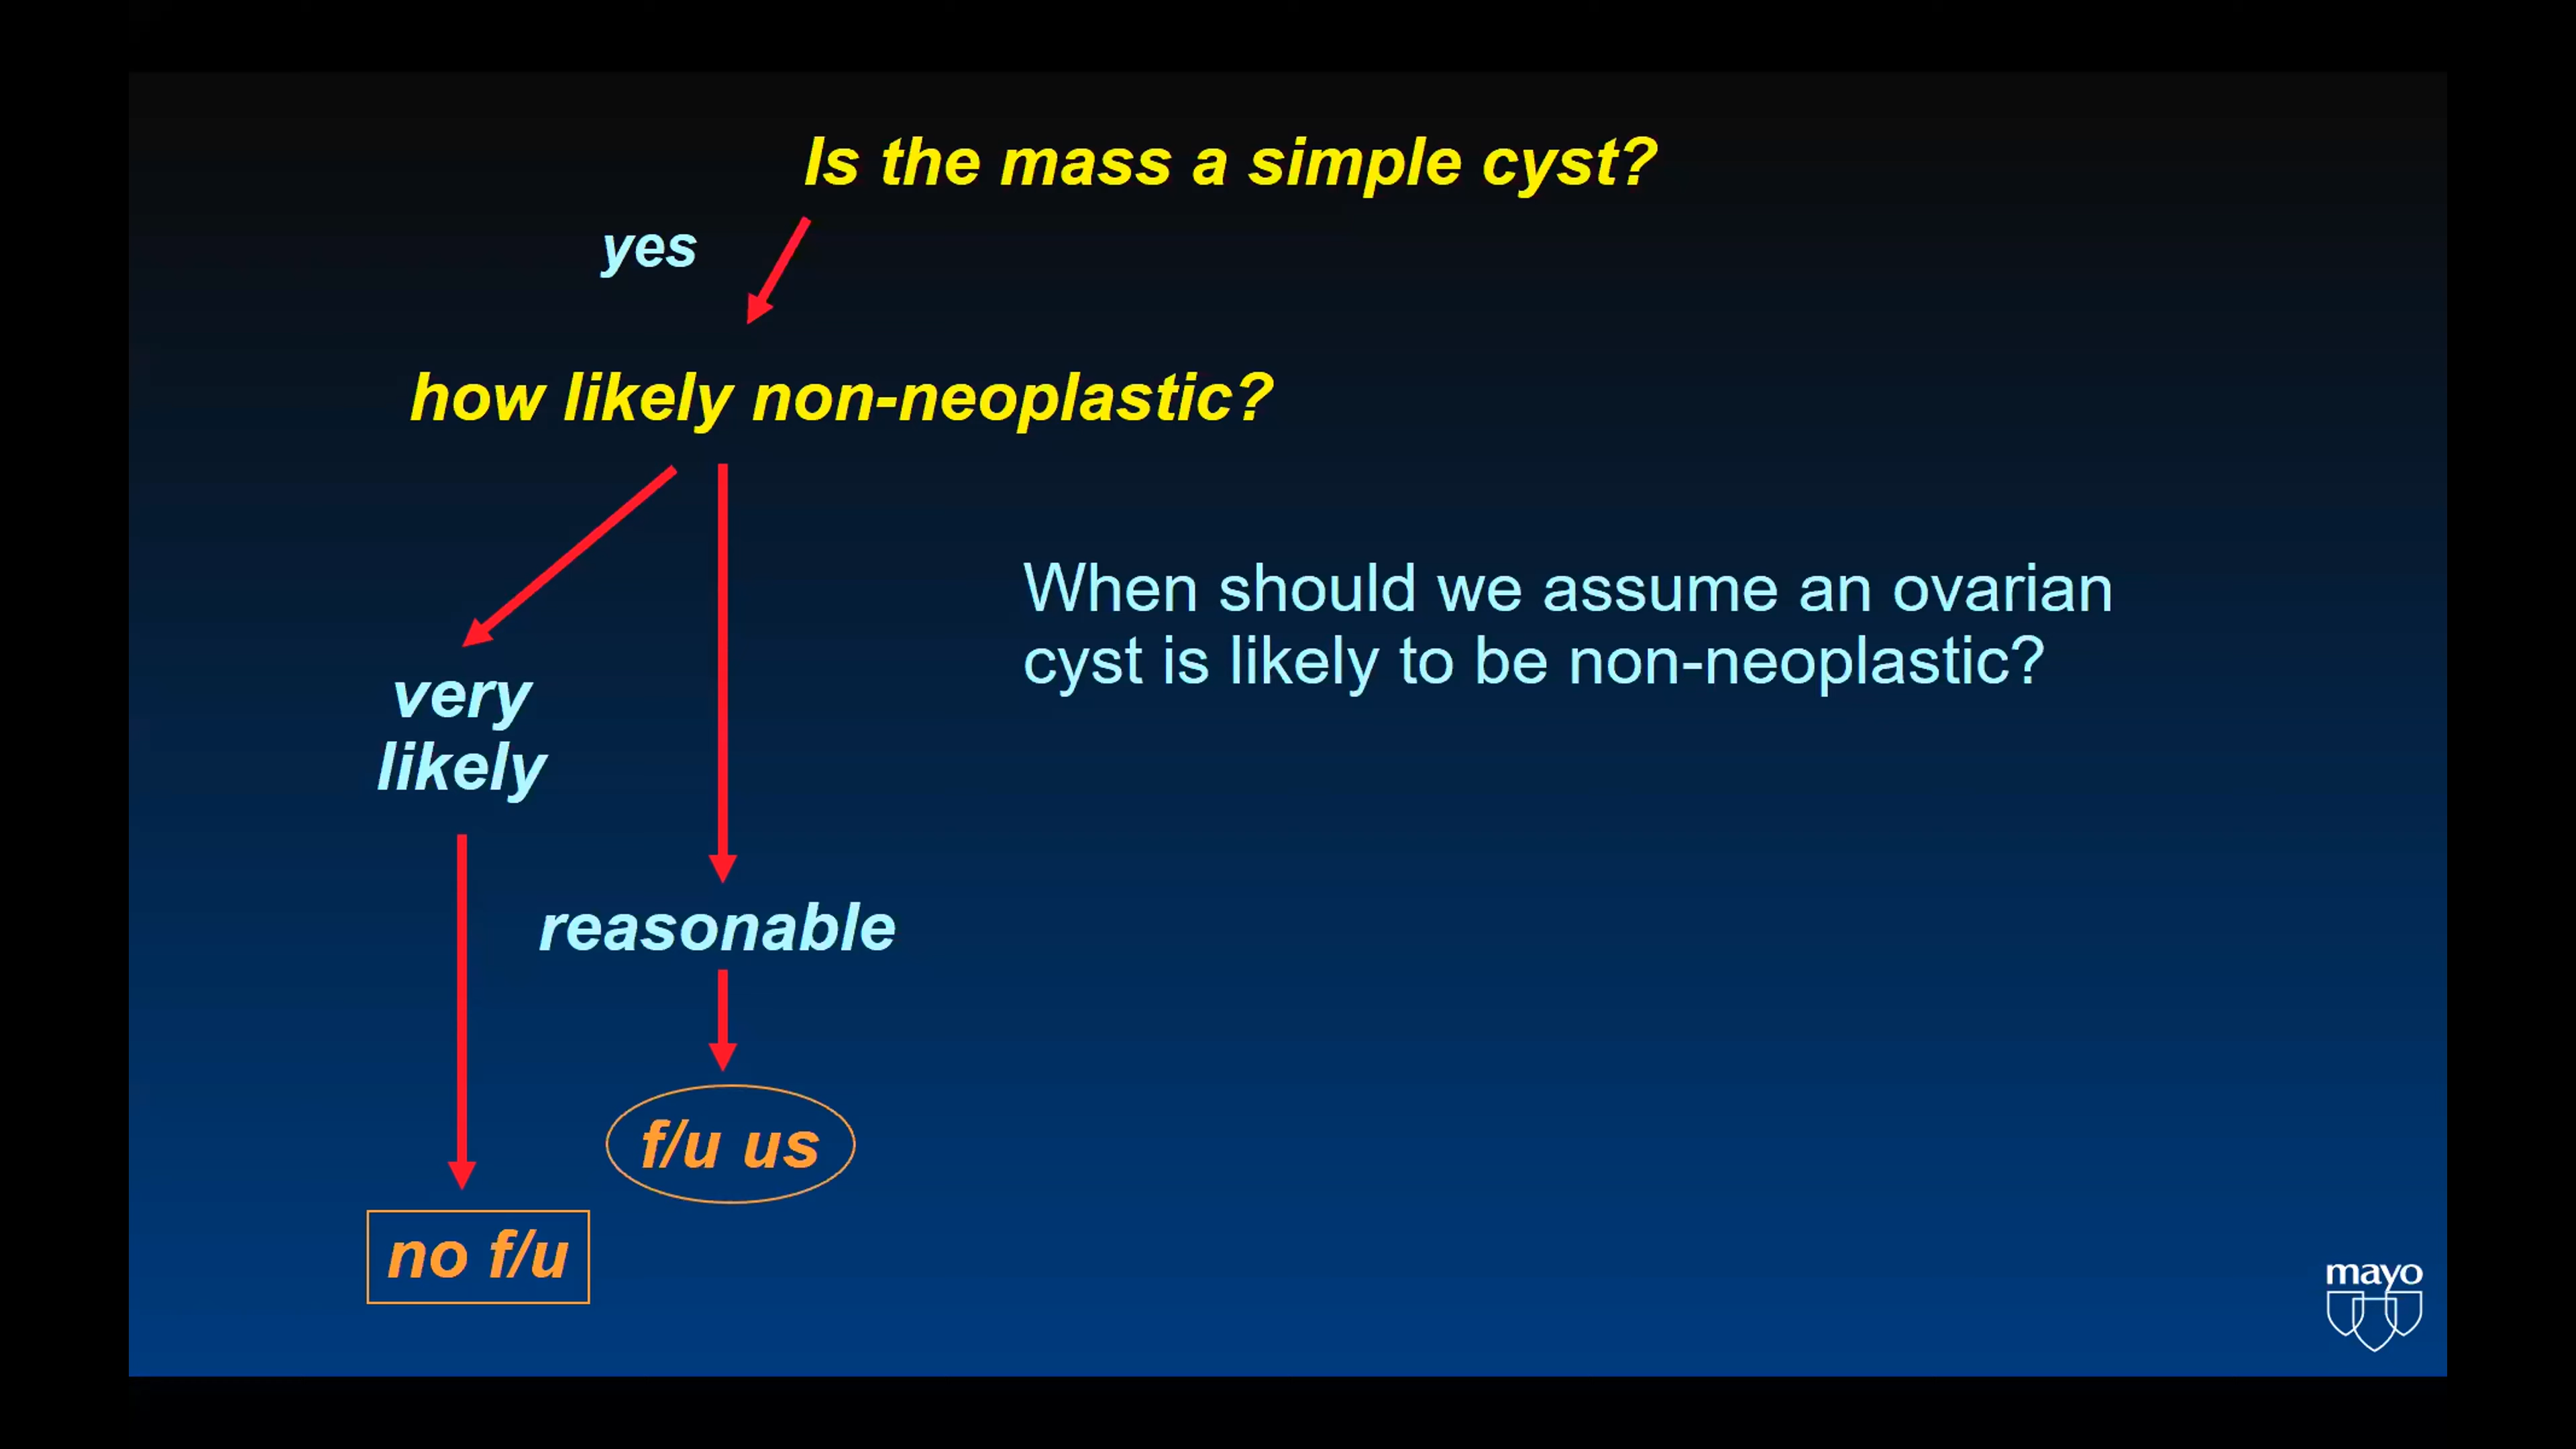 Is the mass a simple cyst?
yes
how likely non-neoplastic?
When should we assume an ovarian
cyst is likely to be non-neoplastic?
very
likely
reasonable
f/u us
no f/u
mayo